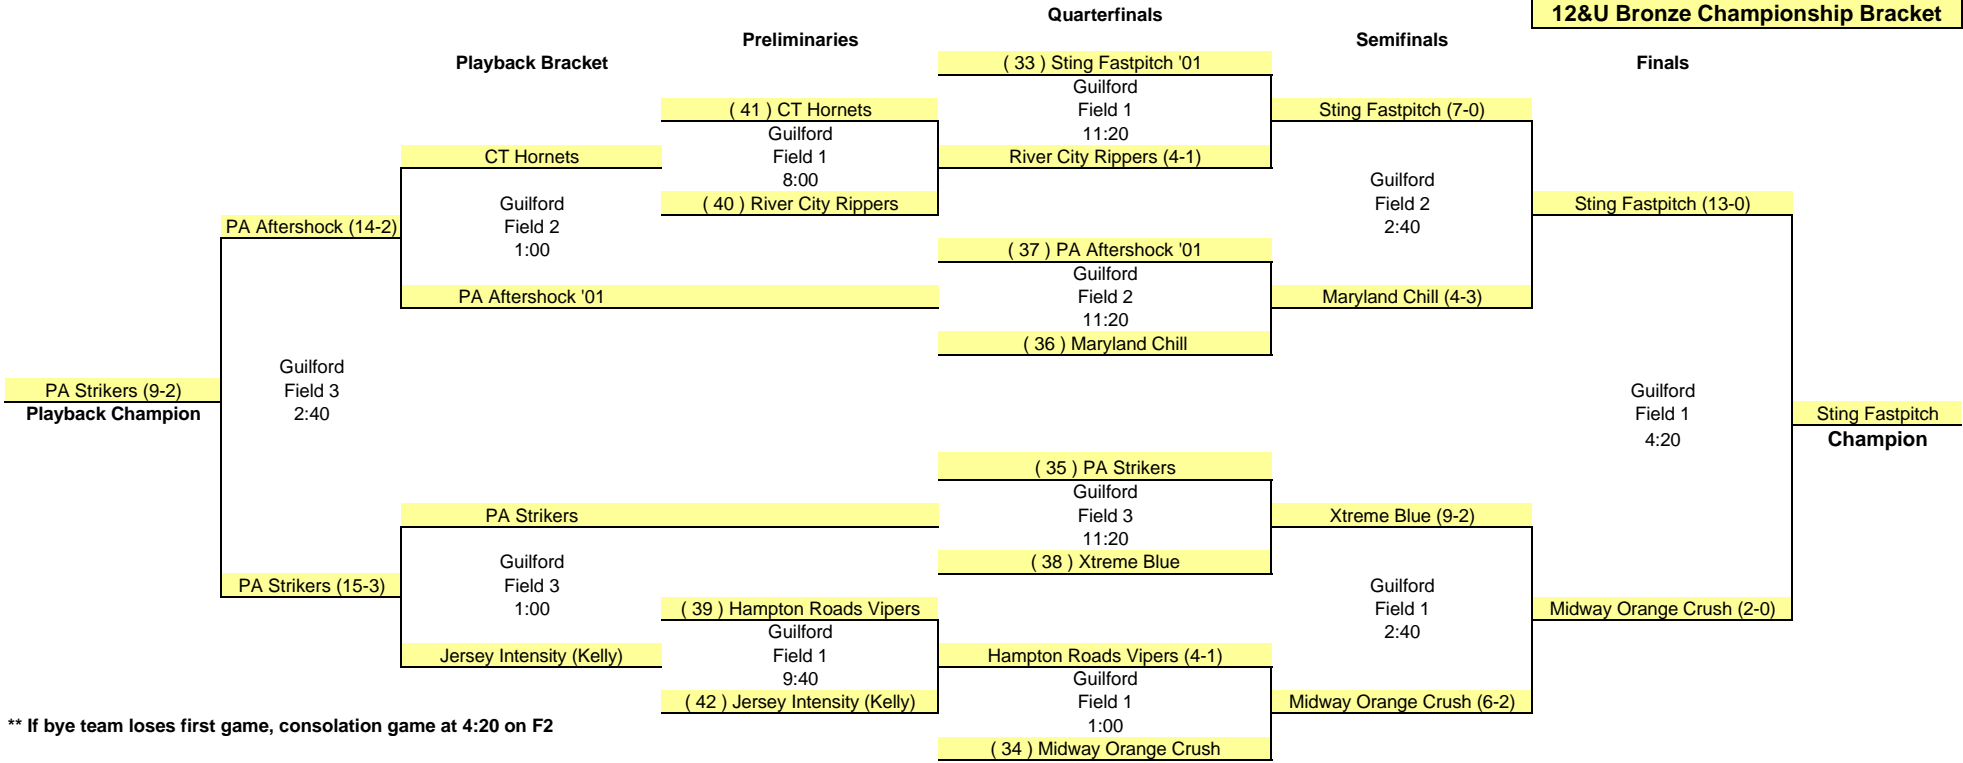 12&U Bronze Championship Bracket
Quarterfinals
Preliminaries
Semifinals
Playback Bracket
( 33 ) Sting Fastpitch '01
Finals
Guilford
( 41 ) CT Hornets
Field 1
Sting Fastpitch (7-0)
Guilford
11:20
CT Hornets
Field 1
River City Rippers (4-1)
8:00
Guilford
Guilford
( 40 ) River City Rippers
Field 2
Sting Fastpitch (13-0)
PA Aftershock (14-2)
Field 2
2:40
1:00
( 37 ) PA Aftershock '01
Guilford
PA Aftershock '01
Field 2
Maryland Chill (4-3)
11:20
( 36 ) Maryland Chill
Guilford
PA Strikers (9-2)
Field 3
Guilford
Playback Champion
2:40
Field 1
Sting Fastpitch
4:20
Champion
( 35 ) PA Strikers
Guilford
PA Strikers
Field 3
Xtreme Blue (9-2)
11:20
Guilford
( 38 ) Xtreme Blue
PA Strikers (15-3)
Field 3
Guilford
1:00
( 39 ) Hampton Roads Vipers
Field 1
Midway Orange Crush (2-0)
Guilford
2:40
Jersey Intensity (Kelly)
Field 1
Hampton Roads Vipers (4-1)
9:40
Guilford
( 42 ) Jersey Intensity (Kelly)
Field 1
Midway Orange Crush (6-2)
** If bye team loses first game, consolation game at 4:20 on F2
1:00
( 34 ) Midway Orange Crush